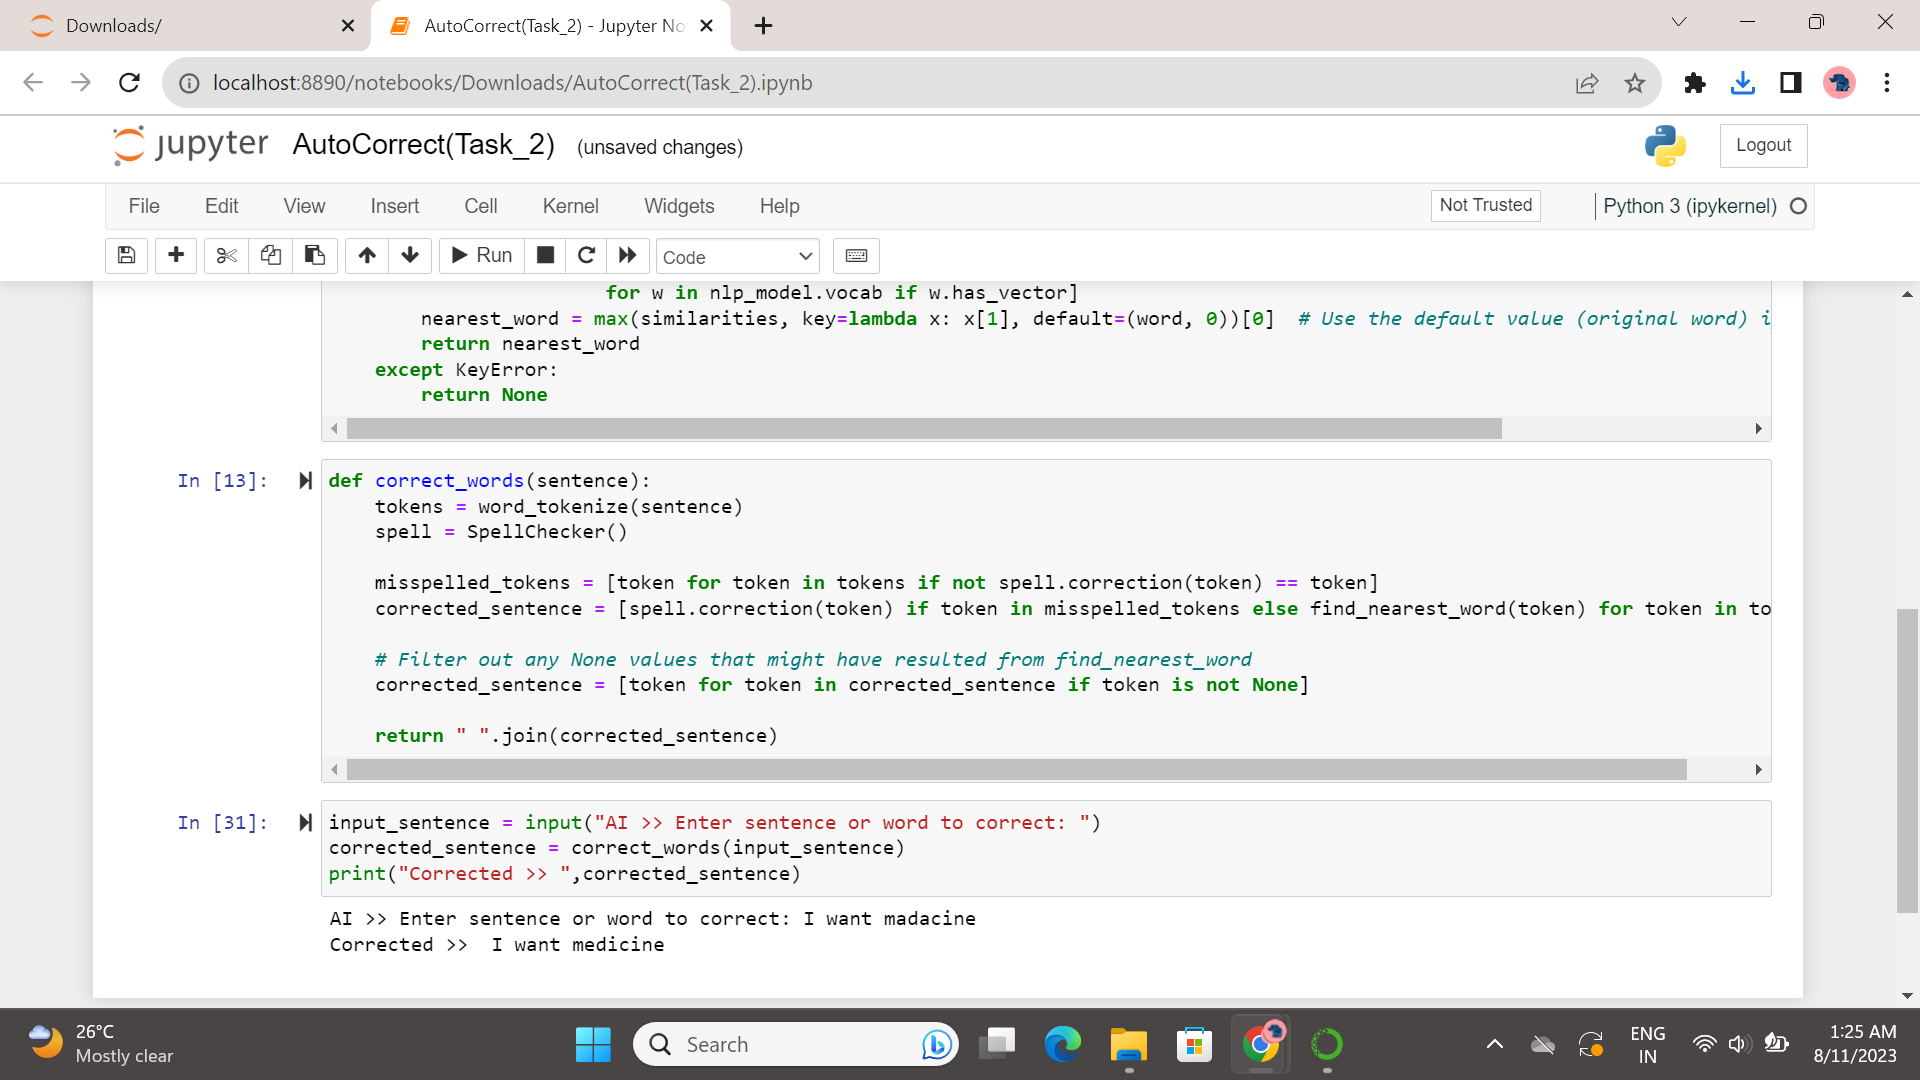 Downloads/
AutoCorrect(Task_2) - Jupyter No
localhost:8890/notebooks/Downloads/AutoCorrect(Task_2).ipynb
jupyter AutoCorrect(Task_2) (unsaved changes)
Logout
File Edit View Insert Cell Kernel Widgets Help
Not Trusted
Python 3 (ipykernel)
Run
Code
for w in nlp_model.vocab if w.has_vector]
nearest_word = max(similarities, key=lambda x: x[1], default=(word, 0))[0]  # Use the default value (original word) i
return nearest_word
except KeyError:
return None
In [13]:
def correct_words(sentence):
tokens = word_tokenize(sentence)
spell = SpellChecker()
misspelled_tokens = [token for token in tokens if not spell.correction(token) == token]
corrected_sentence = [spell.correction(token) if token in misspelled_tokens else find_nearest_word(token) for token in to
# Filter out any None values that might have resulted from find_nearest_word
corrected_sentence = [token for token in corrected_sentence if token is not None]
return " ".join(corrected_sentence)
In [31]:
input_sentence = input("AI >> Enter sentence or word to correct: ")
corrected_sentence = correct_words(input_sentence)
print("Corrected >> ",corrected_sentence)
AI >> Enter sentence or word to correct: I want madacine
Corrected >>  I want medicine
26°C
Mostly clear
Search
ENG
IN
1:25 AM
8/11/2023